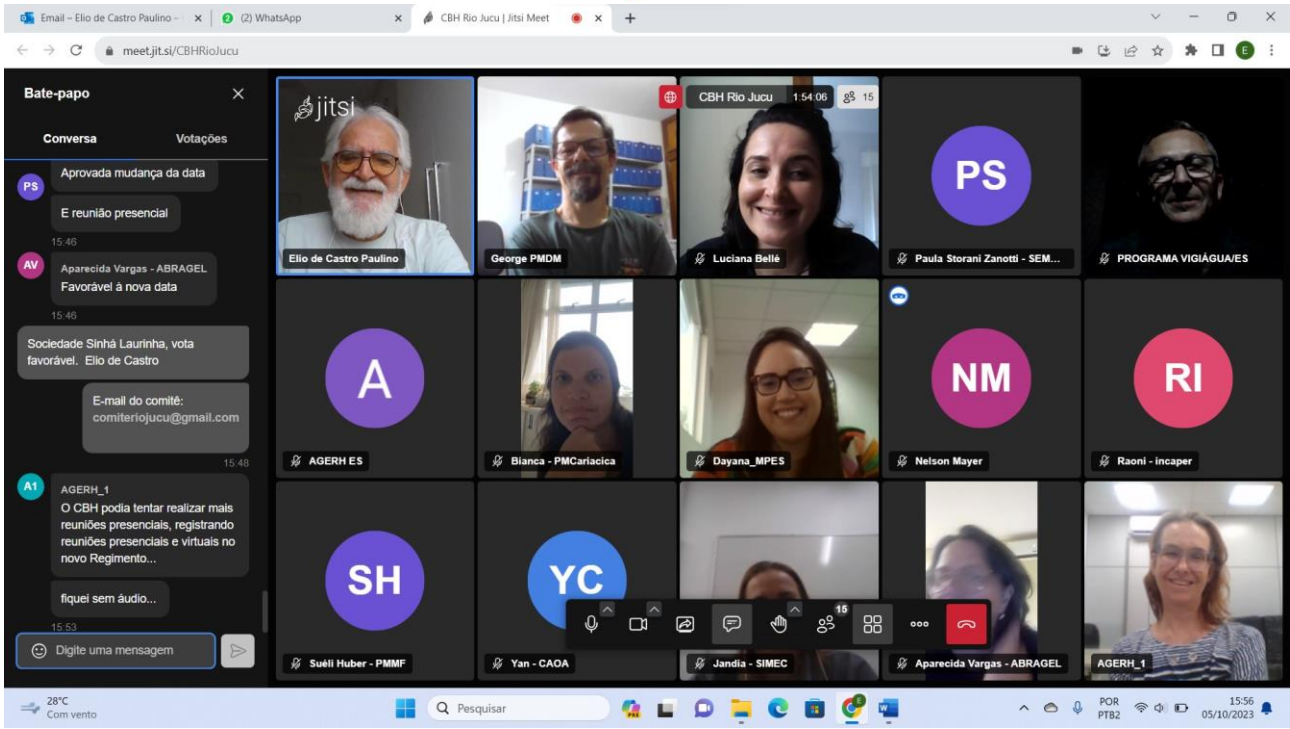 Email – Elio de Castro Paulino –
(2) WhatsApp
CBH Rio Jucu | Jitsi Meet
meet.jit.si/CBHRioJucu
E
Bate-papo
Conversa
Votações
PS
Aprovada mudança da data
E reunião presencial
15:46
AV
Aparecida Vargas - ABRAGEL
Favorável à nova data
15:46
Sociedade Sinhá Laurinha, vota
favorável. Elio de Castro
E-mail do comitê:
comiteriojucu@gmail.com
15:48
A1
AGERH_1
O CBH podia tentar realizar mais
reuniões presenciais, registrando
reuniões presenciais e virtuais no
novo Regimento...
fiquei sem áudio...
15:53
Digite uma mensagem
jitsi
CBH Rio Jucu 1:54:06 15
Elio de Castro Paulino
George PMDM
Luciana Bellé
PS
Paula Storani Zanotti - SEM...
PROGRAMA VIGIÁGUA/ES
A
AGERH ES
Bianca - PMCariacica
Dayana_MPES
NM
Nelson Mayer
RI
Raoni - incaper
SH
Suéli Huber - PMMF
YC
Yan - CAOA
Jandia - SIMEC
Aparecida Vargas - ABRAGEL
AGERH_1
15
28°C
Com vento
Pesquisar
PRE
POR
PTB2
15:56
05/10/2023